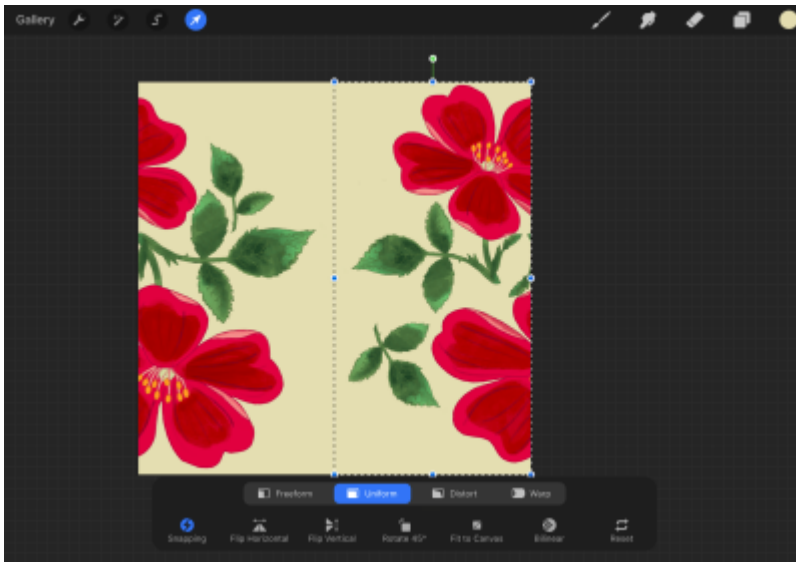 Gallery
Freeform Uniform Distort Warp
Snapping Flip Horizontal Flip Vertical Rotate 45° Fit to Canvas Bilinear Reset